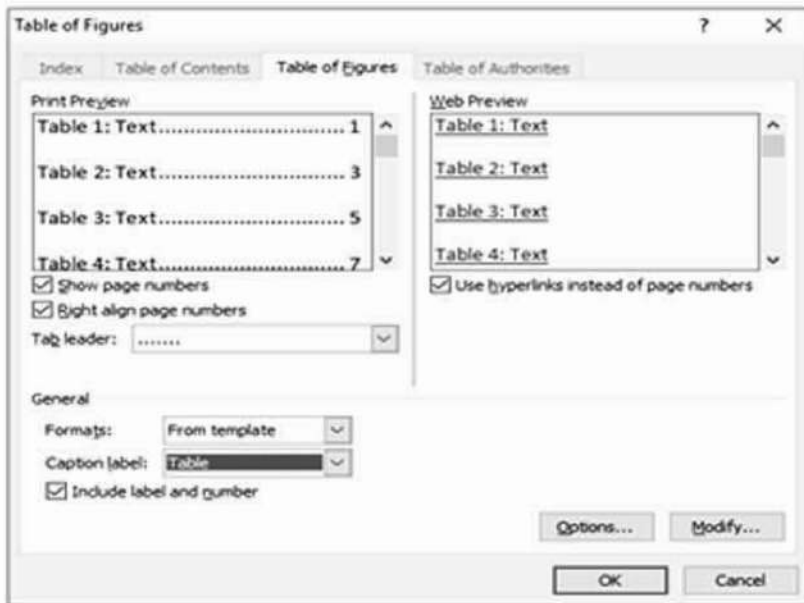 Table of Figures
Index
Table of Contents
Table of Figures
Table of Authorities
Print Preview
Table 1: Text.............................. 1
Table 2: Text.............................. 3
Table 3: Text.............................. 5
Table 4: Text.............................. 7
Show page numbers
Right align page numbers
Tab leader: .......
Web Preview
Table 1: Text
Table 2: Text
Table 3: Text
Table 4: Text
Use hyperlinks instead of page numbers
General
Formats: From template
Caption label: Table
Include label and number
Options... Modify...
OK Cancel